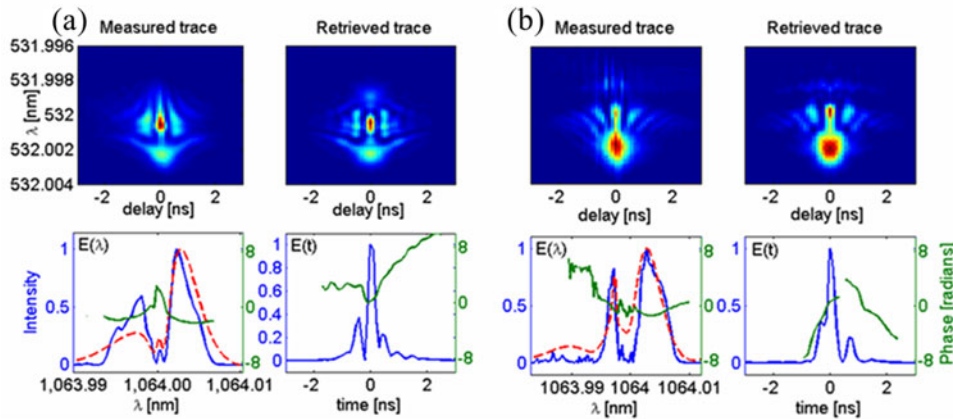 (a) Measured trace Retrieved trace (b) Measured trace Retrieved trace
531.996
531.998
532
532.002
532.004
λ [nm]
-2 0 2 -2 0 2 -2 0 2 -2 0 2
delay [ns] delay [ns] delay [ns] delay [ns]
E(λ) E(t) E(λ) E(t)
1 8 1 1 8 1 8
0.8
0.6
0.5 0 0.5 0 0.5 0
0.4
0.2
0 -8 0 0 -8 0 -8
Intensity
Phase [radians]
1,063.99 1,064.00 1,064.01 -2 0 2 1063.99 1064 1064.01 -2 0 2
λ [nm] time [ns] λ [nm] time [ns]